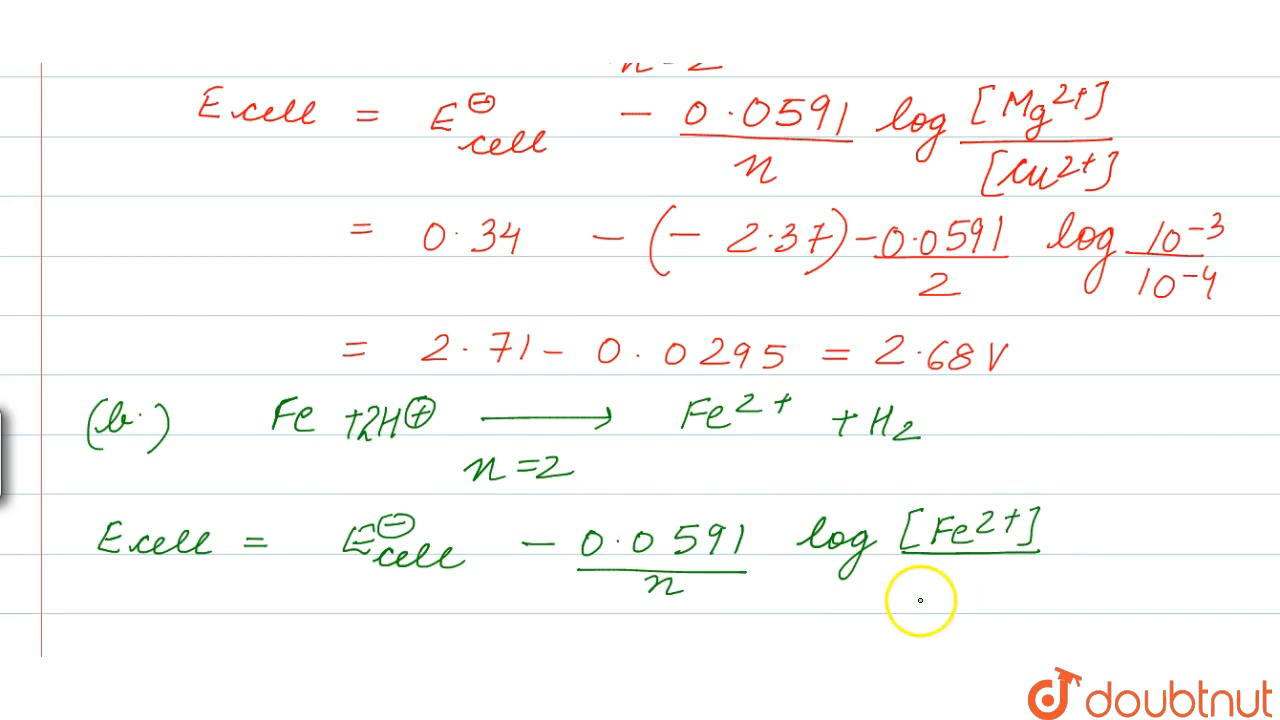 n=2
Ecell = E⊖cell − 0.0591/n log [Mg2+]/[Cu2+]
= 0.34 − (− 2.37) − 0.0591/2 log 10−3/10−4
= 2.71 − 0.0295 = 2.68 V
(b.) Fe + 2H⊕ ⟶ Fe2+ + H2
n=2
Ecell = E⊖cell − 0.0591/n log [Fe2+]
doubtnut